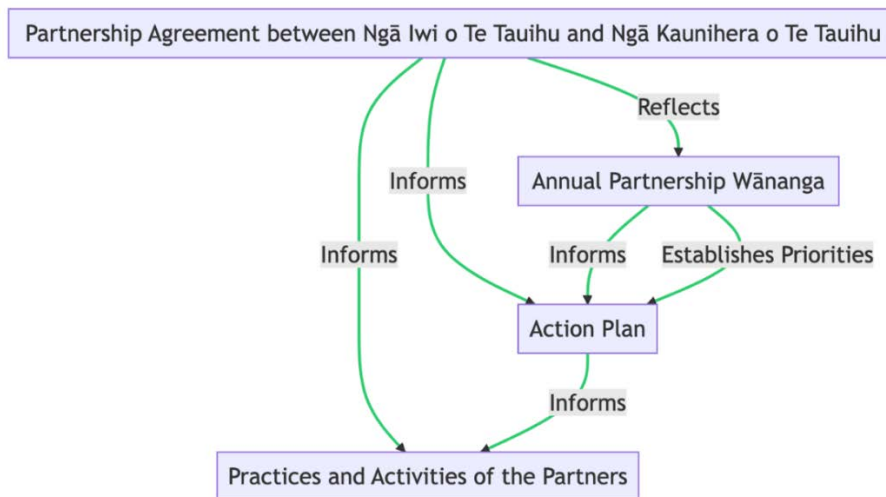 Partnership Agreement between Ngā Iwi o Te Tauihu and Ngā Kaunihera o Te Tauihu
Reflects
Informs
Annual Partnership Wānanga
Informs
Informs
Establishes Priorities
Action Plan
Informs
Practices and Activities of the Partners